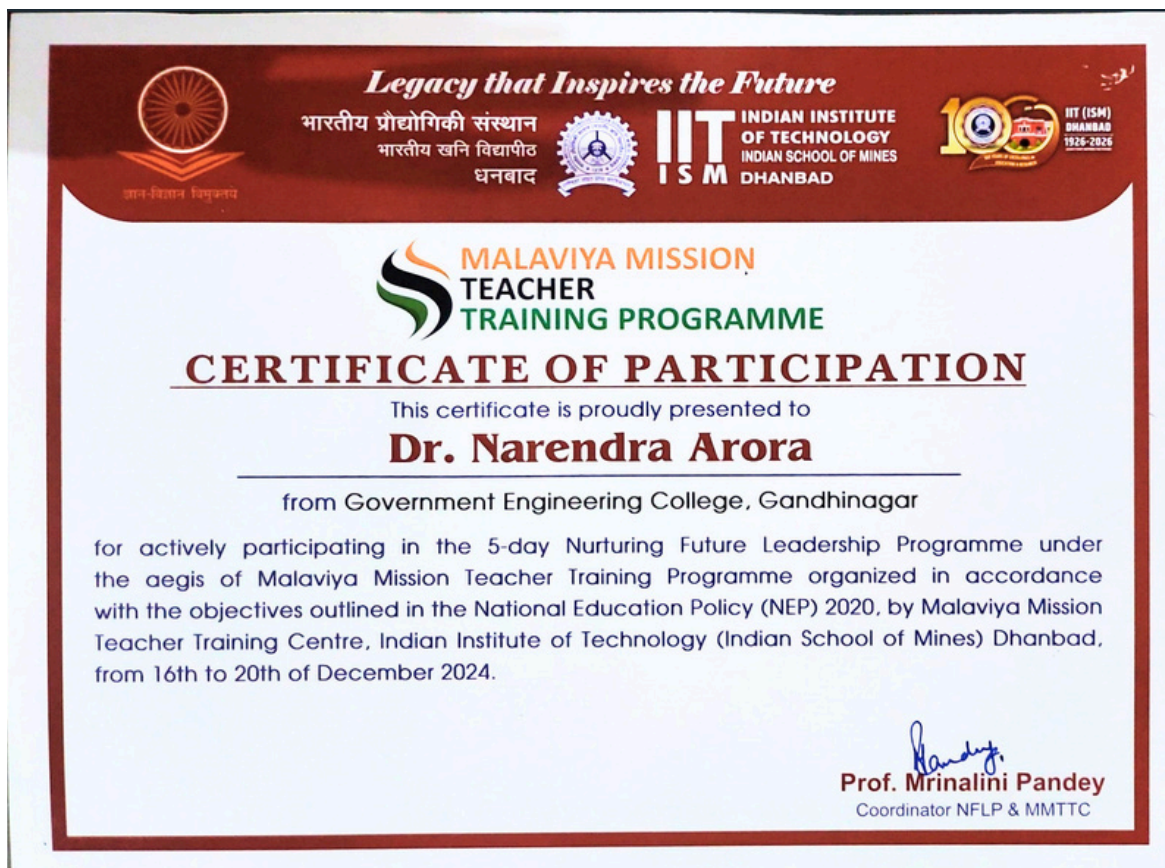 Legacy that Inspires the Future
भारतीय प्रौद्योगिकी संस्थान
भारतीय खनि विद्यापीठ
धनबाद
IIT
ISM
INDIAN INSTITUTE
OF TECHNOLOGY
INDIAN SCHOOL OF MINES
DHANBAD
100
IIT (ISM)
DHANBAD
1926-2026
ज्ञान-विज्ञान विमुक्तये
MALAVIYA MISSION
TEACHER
TRAINING PROGRAMME
CERTIFICATE OF PARTICIPATION
This certificate is proudly presented to
Dr. Narendra Arora
from Government Engineering College, Gandhinagar
for actively participating in the 5-day Nurturing Future Leadership Programme under
the aegis of Malaviya Mission Teacher Training Programme organized in accordance
with the objectives outlined in the National Education Policy (NEP) 2020, by Malaviya Mission
Teacher Training Centre, Indian Institute of Technology (Indian School of Mines) Dhanbad,
from 16th to 20th of December 2024.
Pandey
Prof. Mrinalini Pandey
Coordinator NFLP & MMTTC